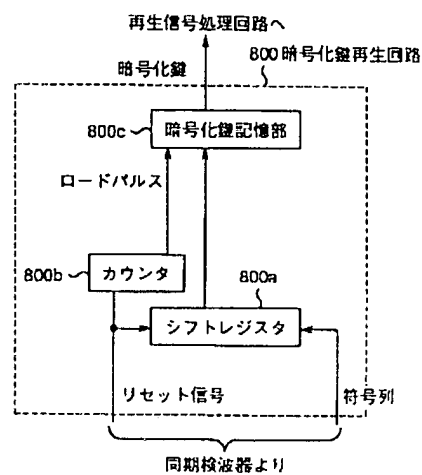 再生信号処理回路へ
800 暗号化鍵再生回路
暗号化鍵
800c
暗号化鍵記憶部
ロードパルス
800b
カウンタ
800a
シフトレジスタ
リセット信号
符号列
同期検波器より